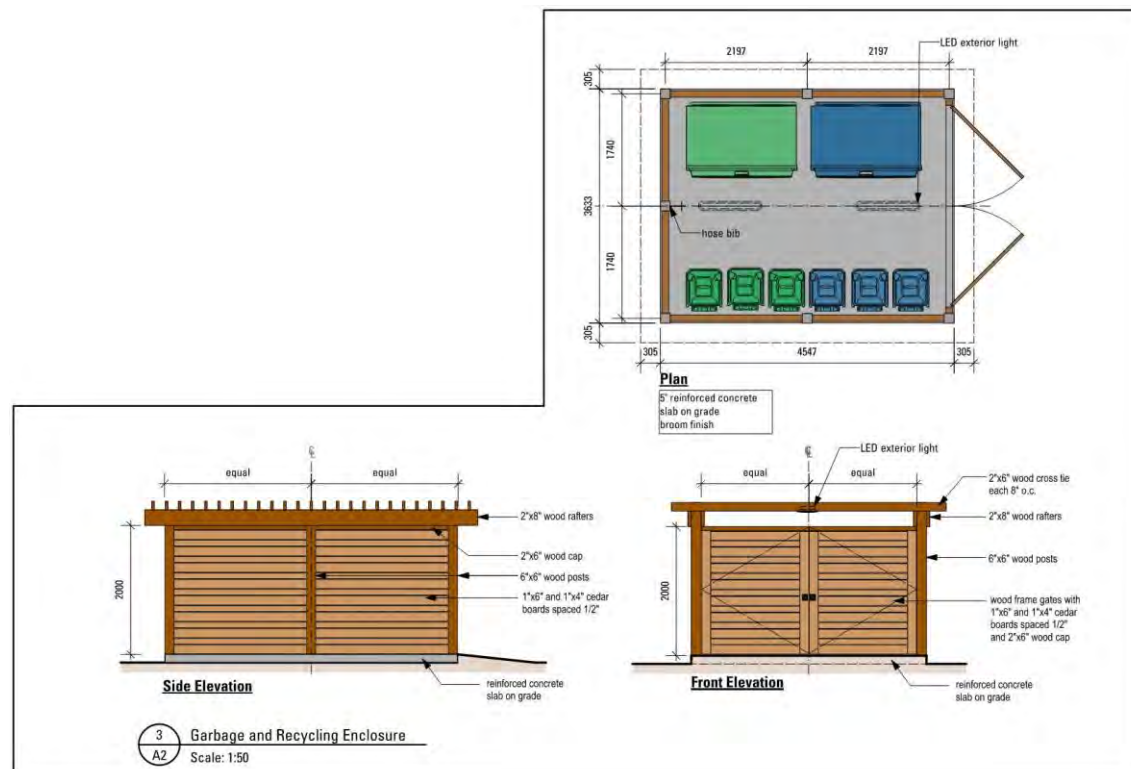 2197
2197
LED exterior light
305
1740
3633
1740
305
hose bib
305
4547
305
Plan
5" reinforced concrete
slab on grade
broom finish
℄
equal
equal
2"x8" wood rafters
2"x6" wood cap
6"x6" wood posts
1"x6" and 1"x4" cedar
boards spaced 1/2"
2000
reinforced concrete
slab on grade
Side Elevation
LED exterior light
℄
equal
equal
2"x6" wood cross tie
each 8" o.c.
2"x8" wood rafters
6"x6" wood posts
2000
wood frame gates with
1"x6" and 1"x4" cedar
boards spaced 1/2"
and 2"x6" wood cap
reinforced concrete
slab on grade
Front Elevation
3
A2
Garbage and Recycling Enclosure
Scale: 1:50